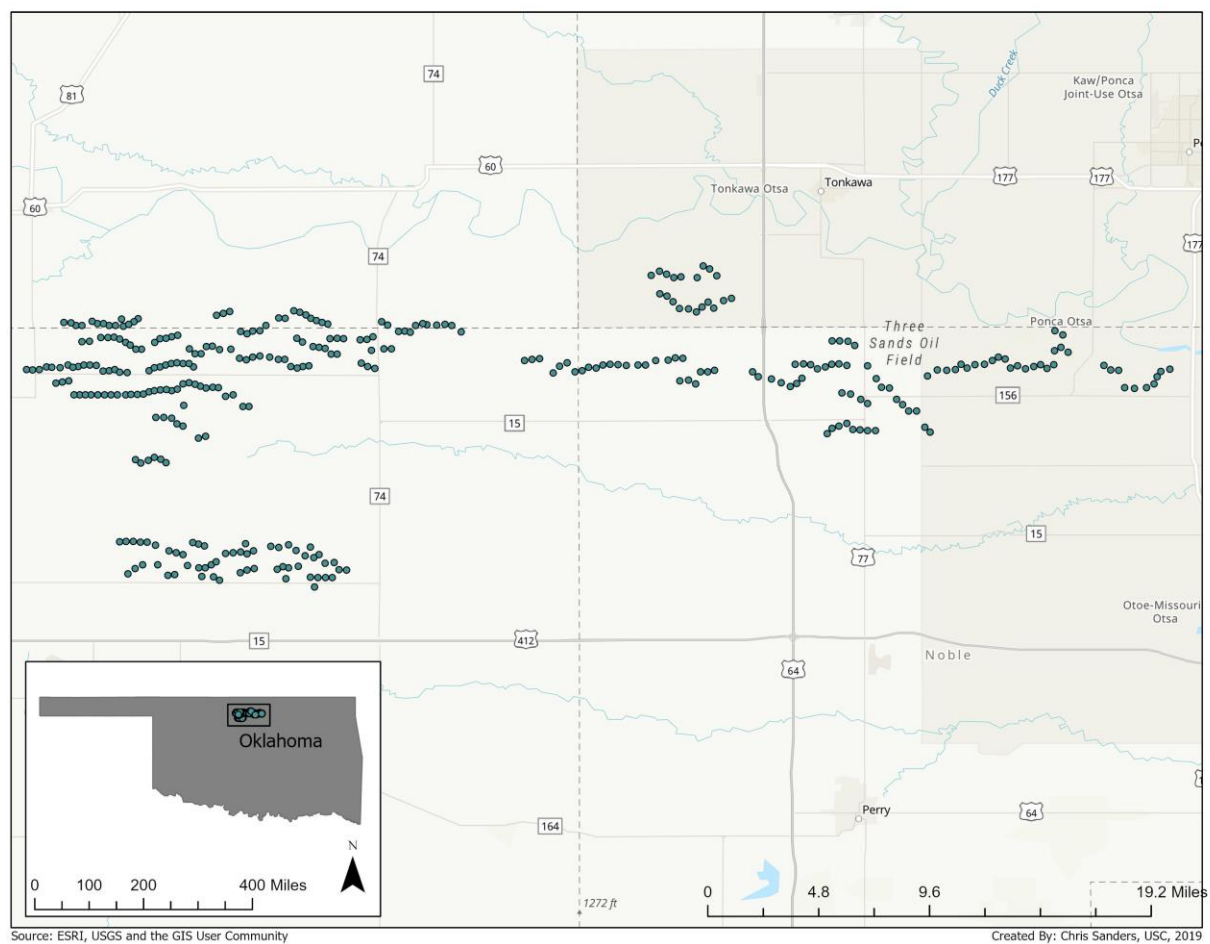 74
81
Duck Creek
Kaw/Ponca
Joint-Use Otsa
60
177
177
Tonkawa Otsa
Tonkawa
60
74
177
Three
Sands Oil
Field
Ponca Otsa
156
15
74
15
77
Otoe-Missouri
Otsa
15
412
Noble
64
Oklahoma
Perry
64
164
N
0 100 200 400 Miles
0 4.8 9.6 19.2 Miles
1272 ft
Source: ESRI, USGS and the GIS User Community
Created By: Chris Sanders, USC, 2019